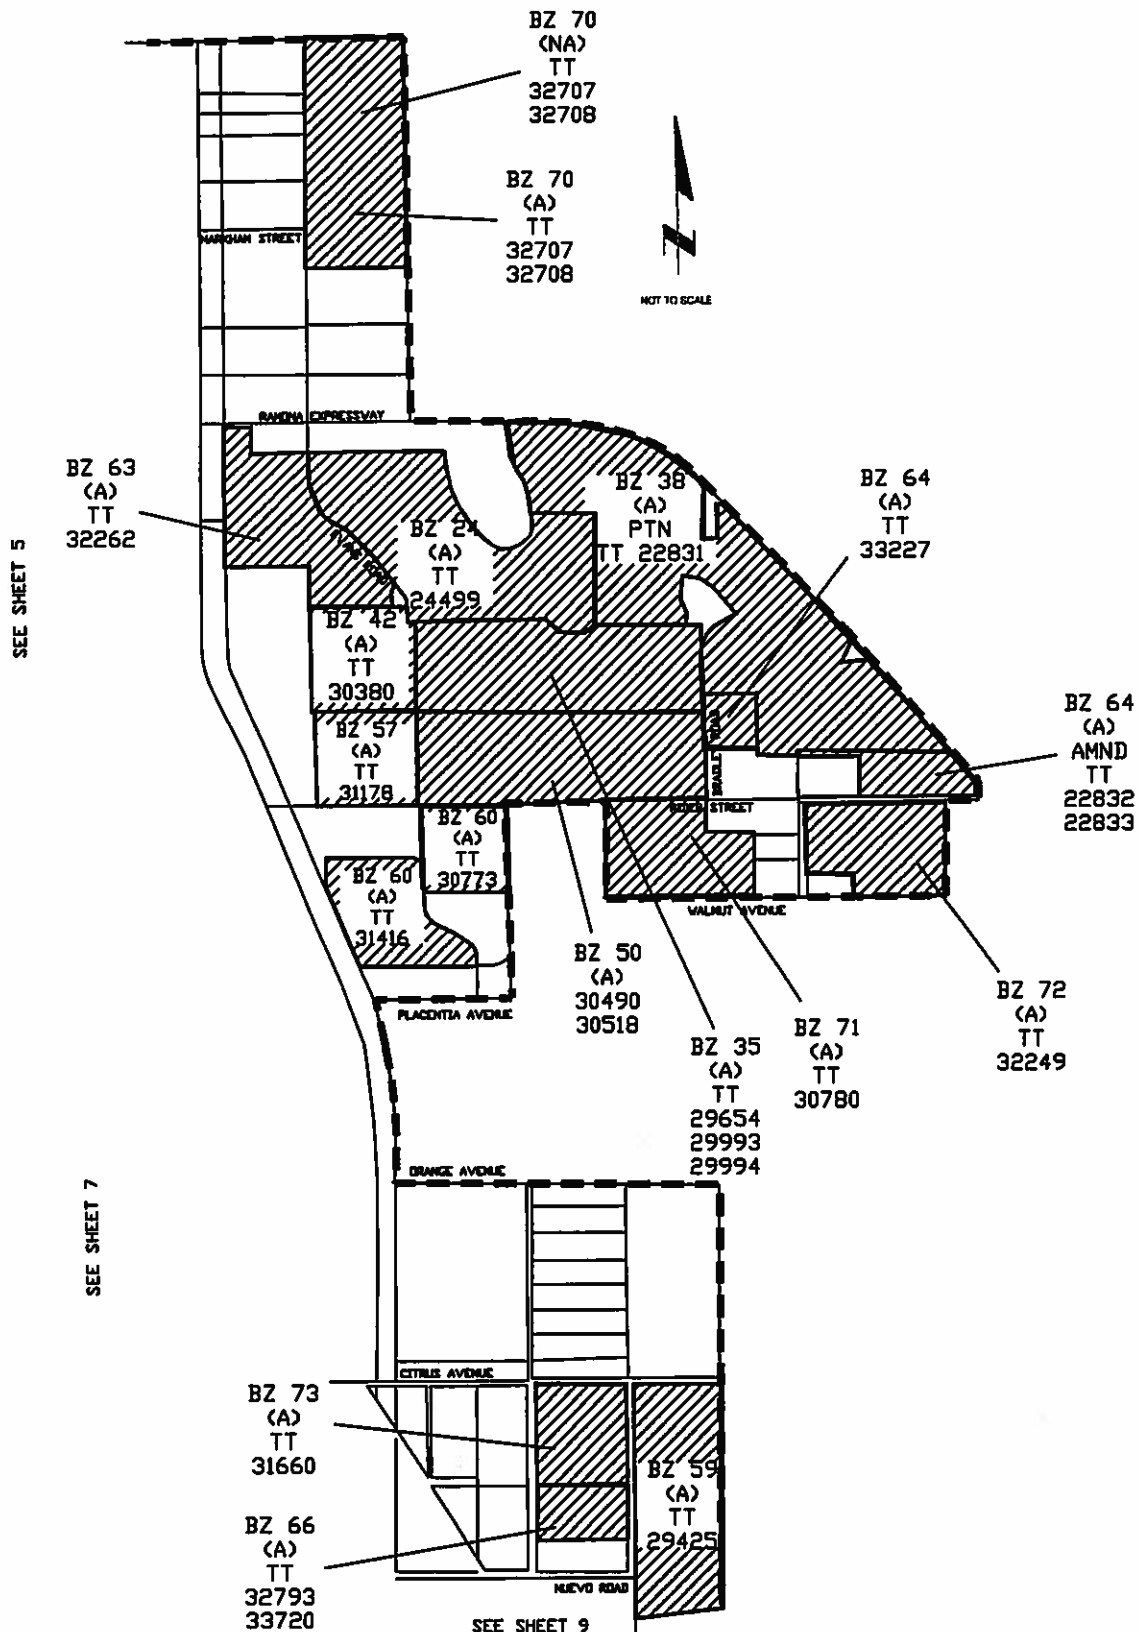 BZ 70
(NA)
TT
32707
32708
BZ 70
(A)
TT
32707
32708
MARKHAM STREET
NOT TO SCALE
RAMONA EXPRESSWAY
BZ 63
(A)
TT
32262
BZ 38
(A)
PTN
TT 22831
BZ 64
(A)
TT
33227
BZ 24
(A)
TT
24499
SEE SHEET 5
BZ 42
(A)
TT
30380
BZ 57
(A)
TT
31178
BRADLEY ROAD
BZ 64
(A)
AMND
TT
22832
22833
STREET
BZ 60
(A)
TT
30773
BZ 60
(A)
TT
31416
WALNUT AVENUE
BZ 50
(A)
30490
30518
BZ 72
(A)
TT
32249
PLACENTIA AVENUE
BZ 71
(A)
TT
30780
BZ 35
(A)
TT
29654
29993
29994
ORANGE AVENUE
SEE SHEET 7
CITRUS AVENUE
BZ 73
(A)
TT
31660
BZ 59
(A)
TT
29425
BZ 66
(A)
TT
32793
33720
NUEVO ROAD
SEE SHEET 9